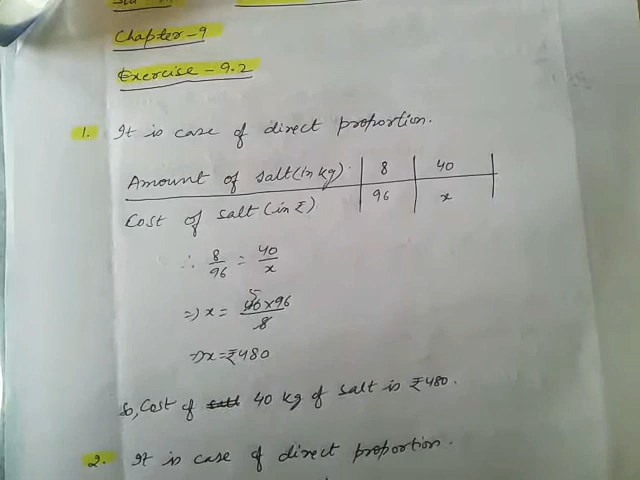 Chapter-9
Exercise - 9.2
1. It is case of direct proportion.
Amount of salt (in kg) 8 40
Cost of salt (in ₹) 96 x
∴ 8/96 = 40/x
=> x = 5 40 x 96 / 8
=> x = ₹480
So, Cost of salt 40 kg of salt is ₹480.
2. It is case of direct proportion.